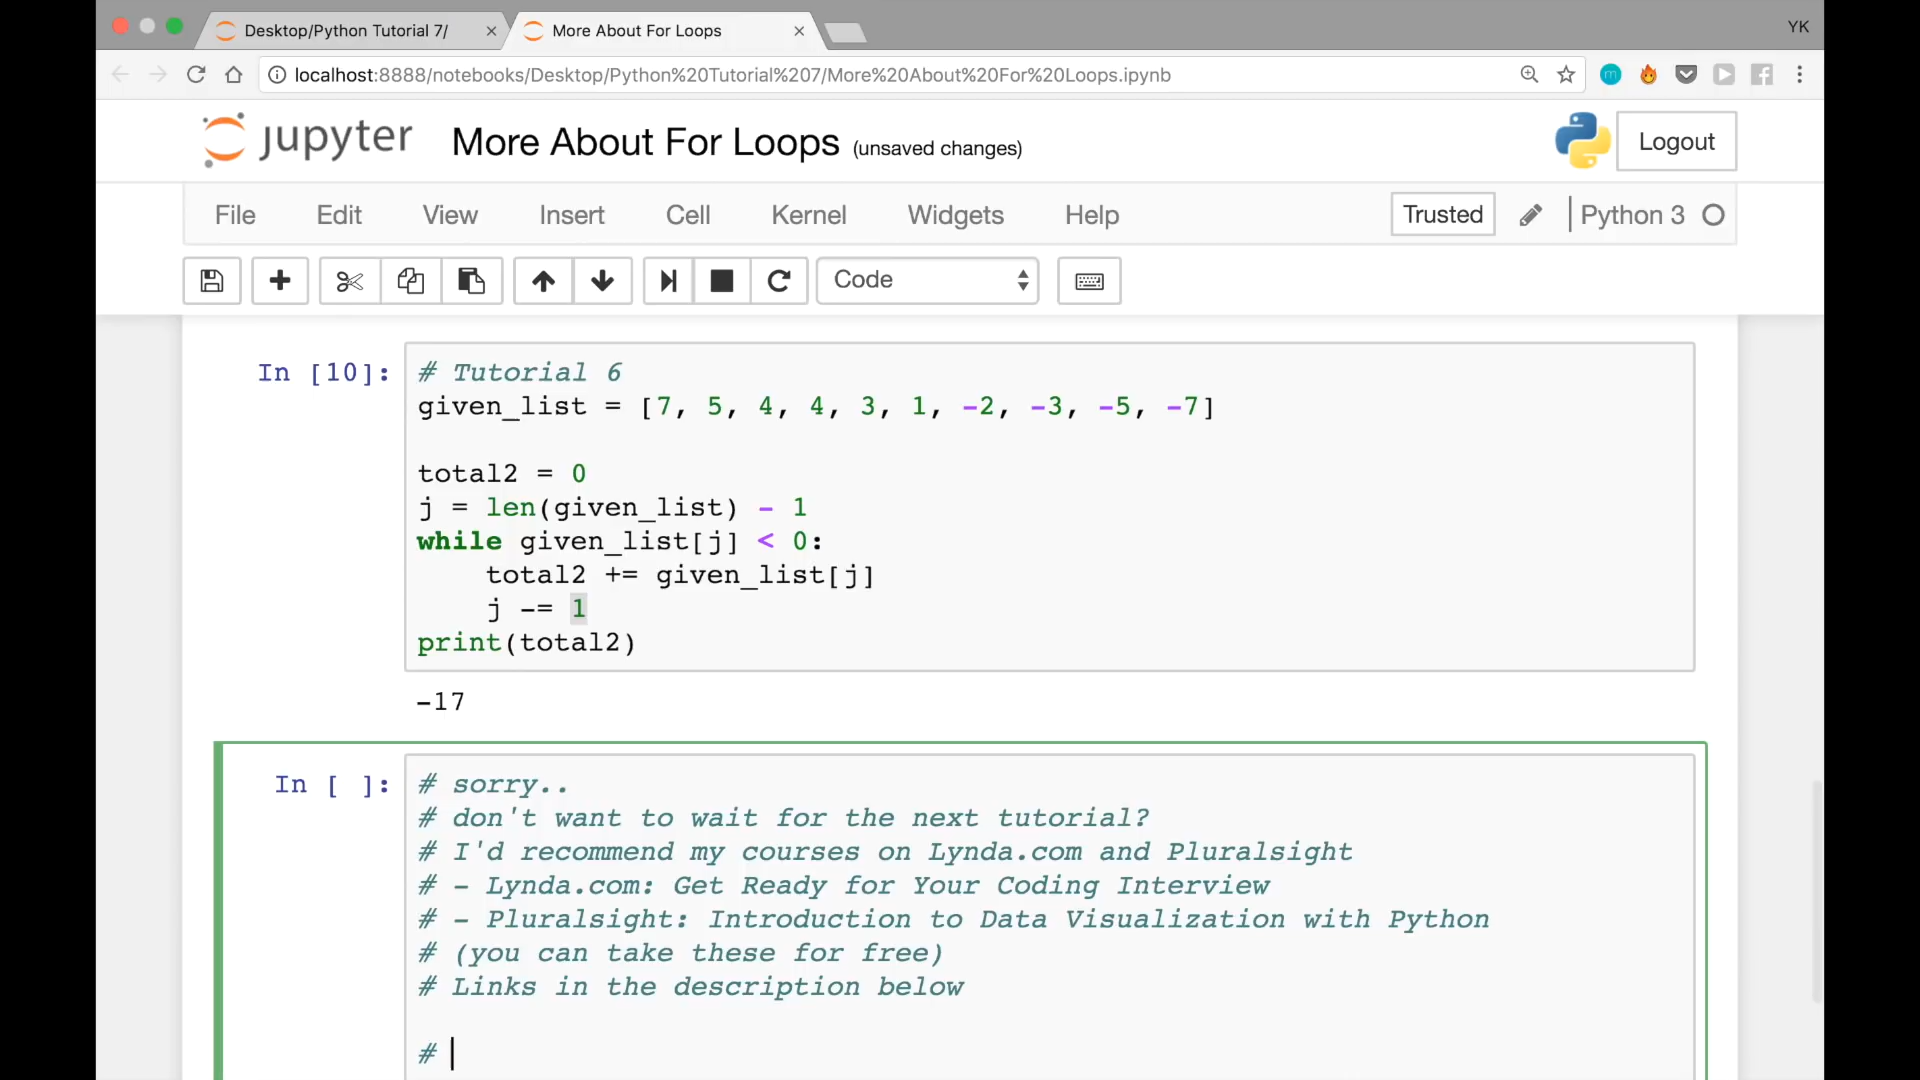 Desktop/Python Tutorial 7/
More About For Loops
YK
localhost:8888/notebooks/Desktop/Python%20Tutorial%207/More%20About%20For%20Loops.ipynb
m
jupyter More About For Loops (unsaved changes)
Logout
File Edit View Insert Cell Kernel Widgets Help Trusted Python 3
Code
In [10]:
# Tutorial 6
given_list = [7, 5, 4, 4, 3, 1, -2, -3, -5, -7]
total2 = 0
j = len(given_list) - 1
while given_list[j] < 0:
    total2 += given_list[j]
    j -= 1
print(total2)
-17
In [ ]:
# sorry..
# don't want to wait for the next tutorial?
# I'd recommend my courses on Lynda.com and Pluralsight
# - Lynda.com: Get Ready for Your Coding Interview
# - Pluralsight: Introduction to Data Visualization with Python
# (you can take these for free)
# Links in the description below
#